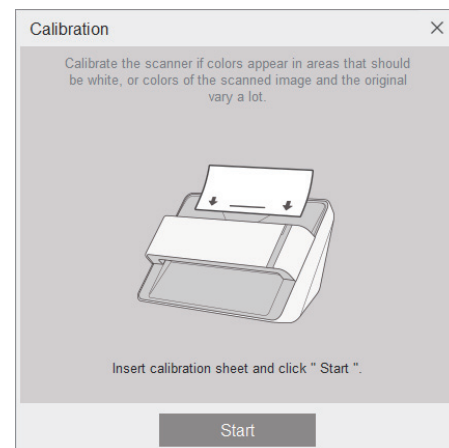 Calibration
Calibrate the scanner if colors appear in areas that should
be white, or colors of the scanned image and the original
vary a lot.
Insert calibration sheet and click " Start ".
Start